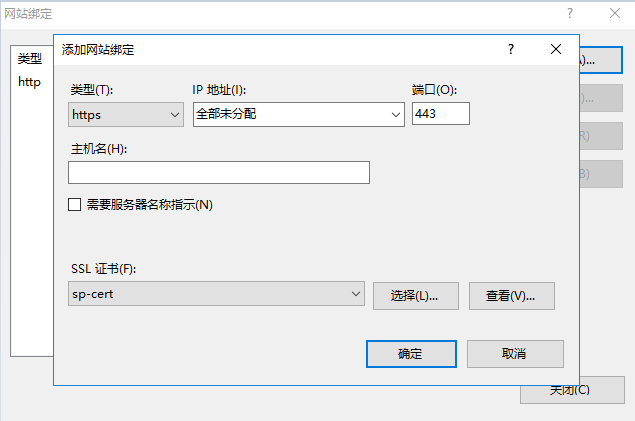 网站绑定
添加网站绑定
类型
http
类型(T):
IP 地址(I):
端口(O):
https
全部未分配
443
主机名(H):
需要服务器名称指示(N)
SSL 证书(F):
sp-cert
选择(L)...
查看(V)...
确定
取消
)...
)...
R)
B)
关闭(C)